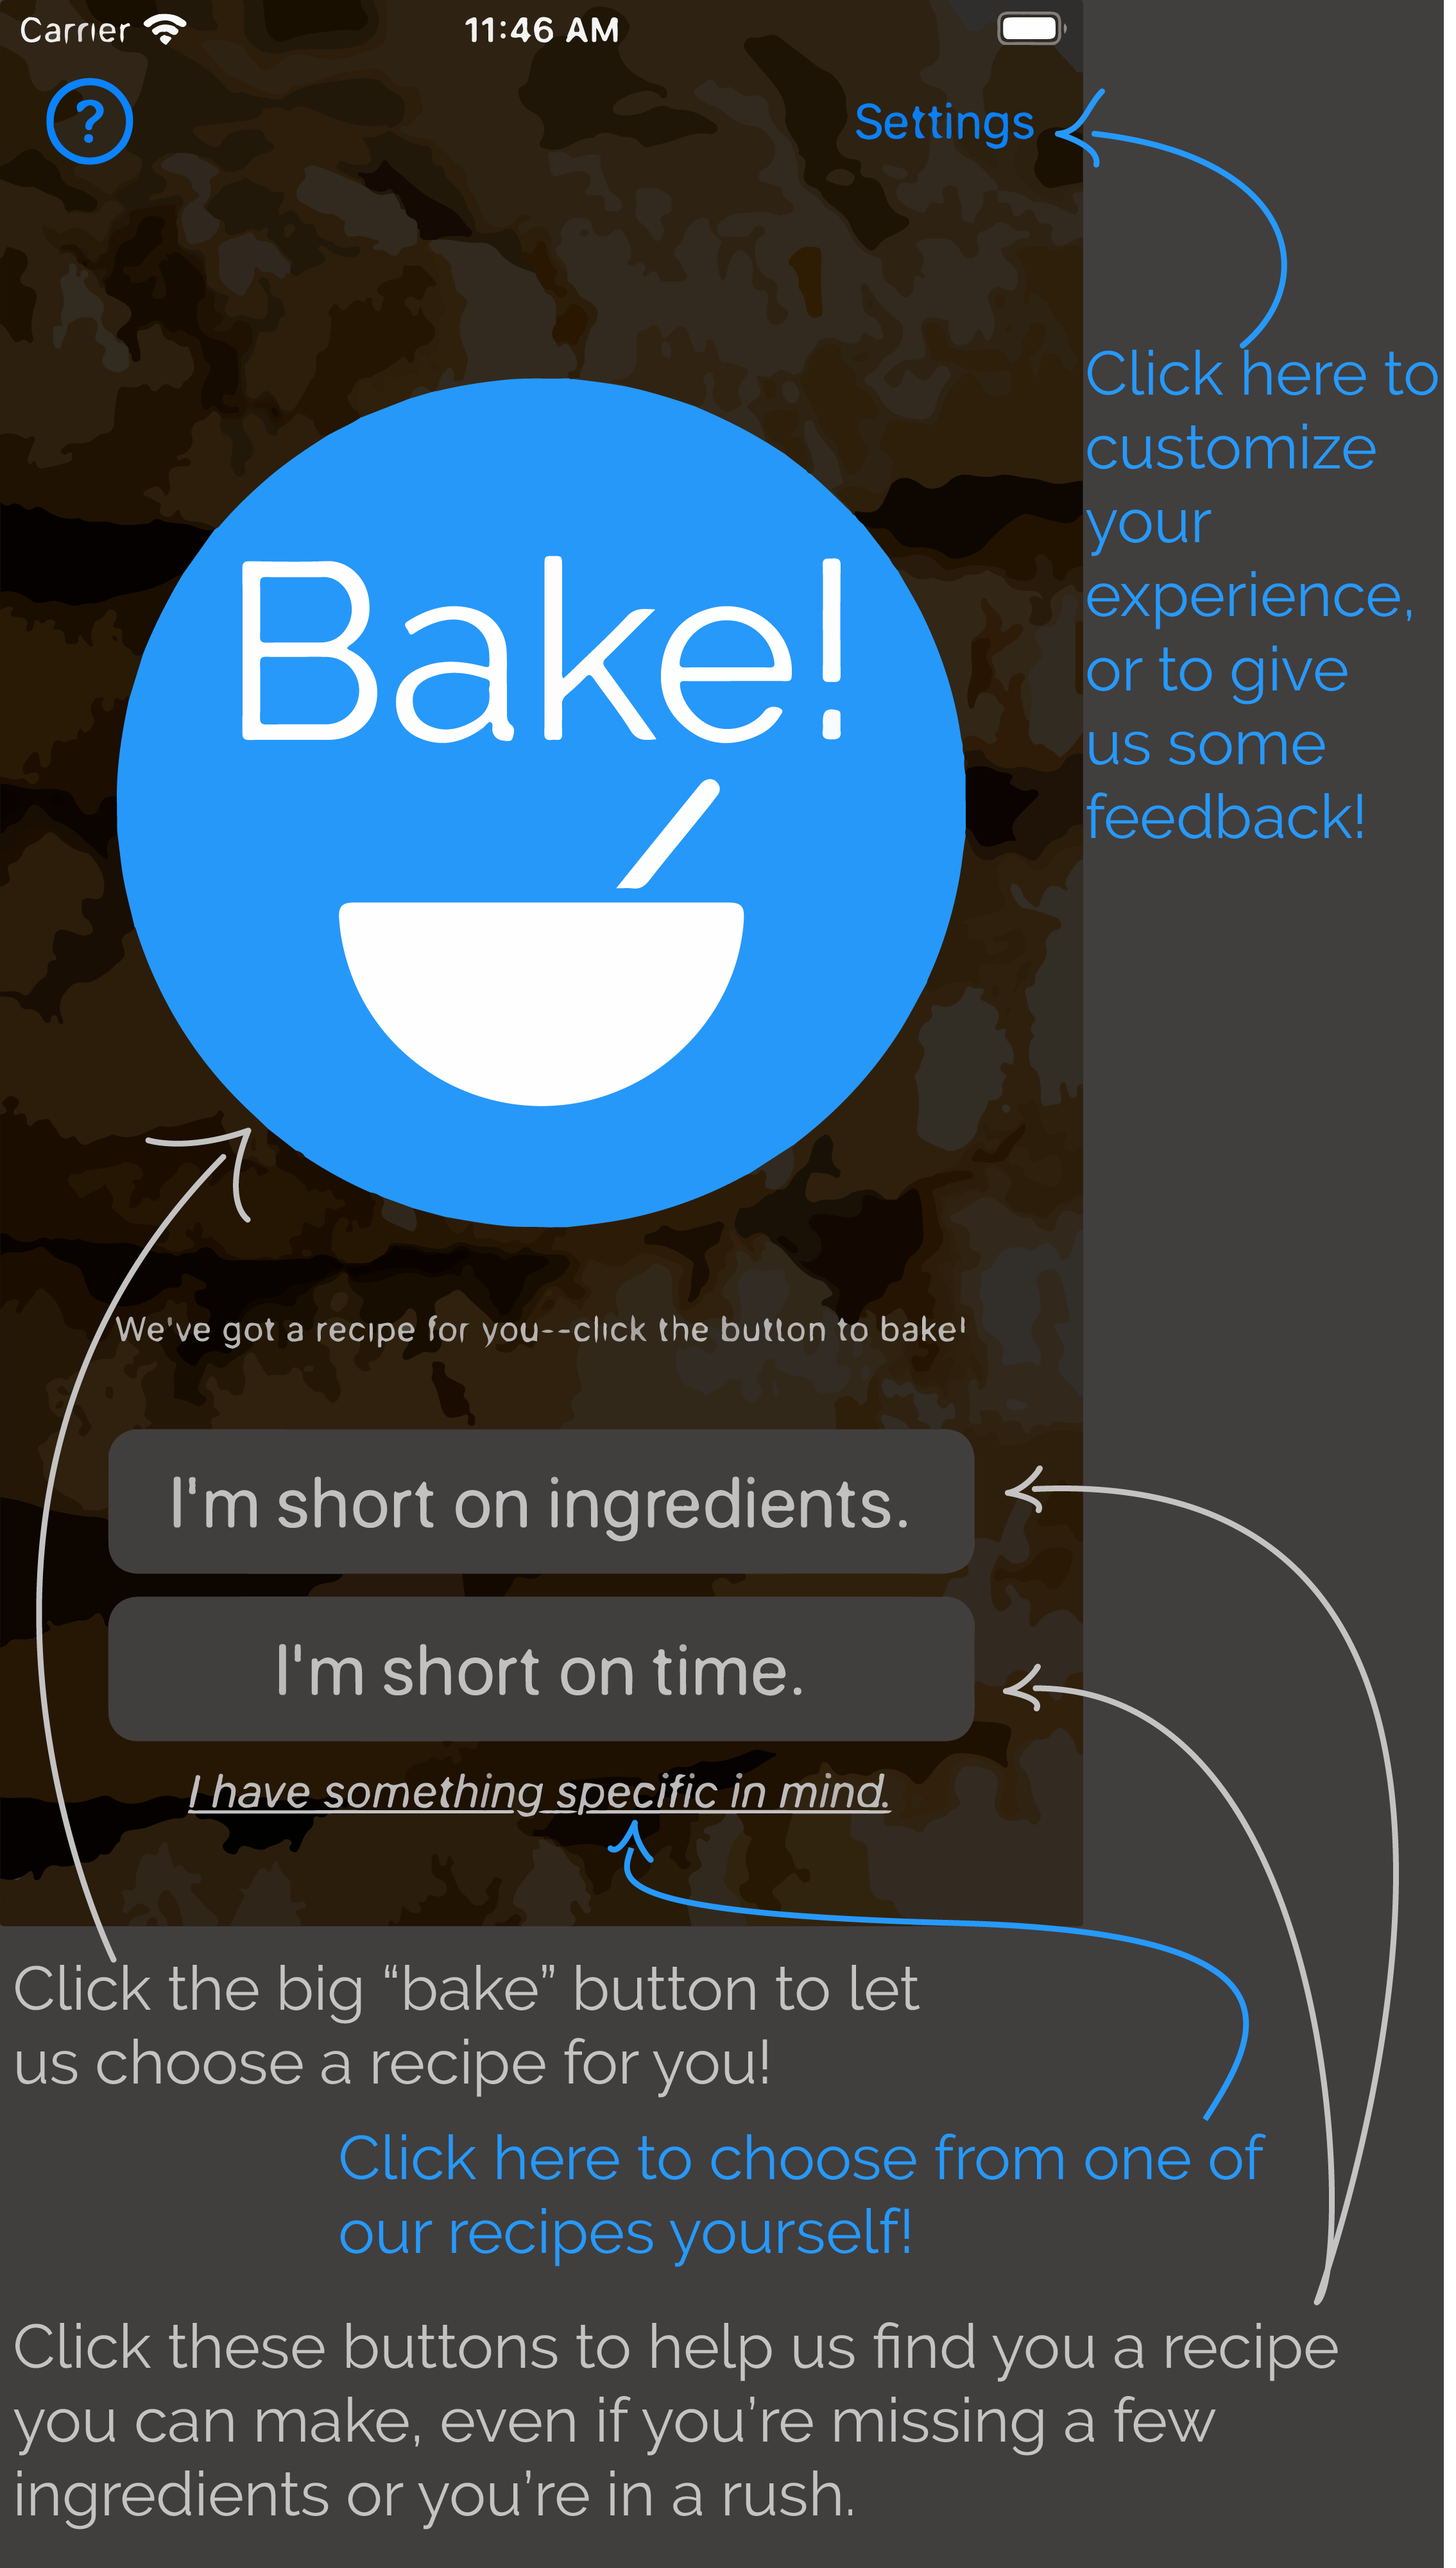 Carrier 11:46 AM
? Settings
Click here to
customize
your
experience,
or to give
us some
feedback!
Bake!
We've got a recipe for you--click the button to bake!
I'm short on ingredients.
I'm short on time.
I have something specific in mind.
Click the big “bake” button to let
us choose a recipe for you!
Click here to choose from one of
our recipes yourself!
Click these buttons to help us find you a recipe
you can make, even if you’re missing a few
ingredients or you’re in a rush.